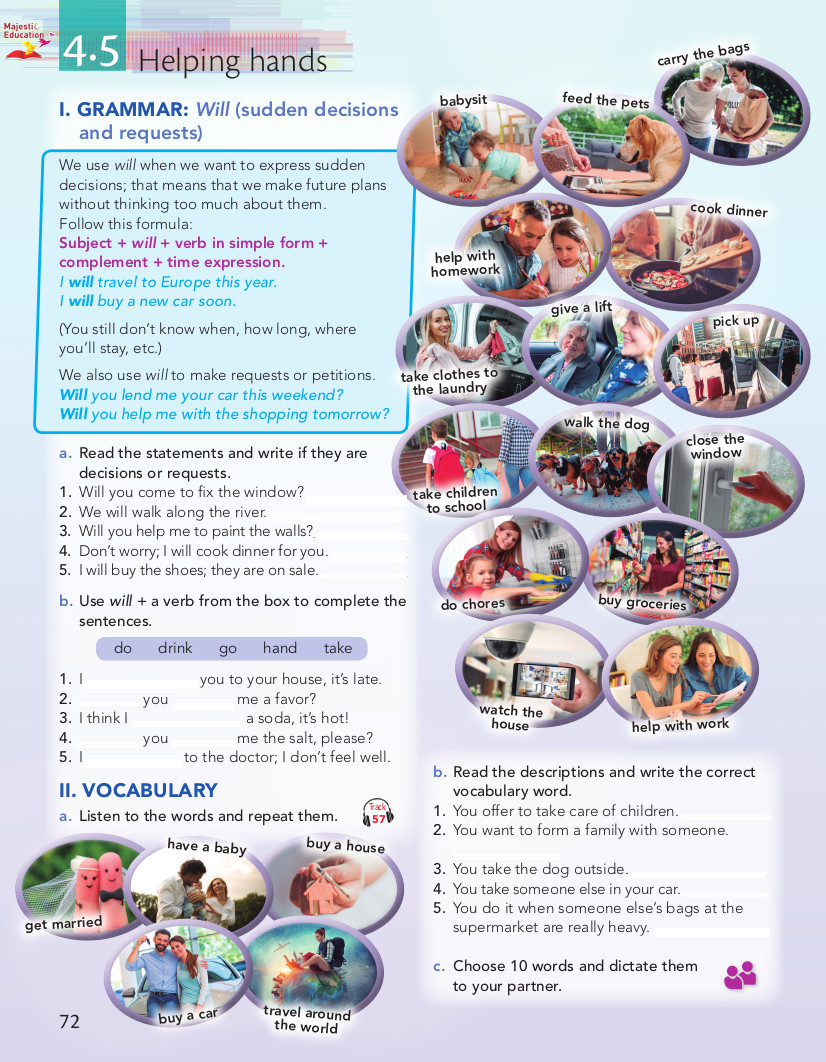 Majestic
Education ™
4.5 Helping hands
I. GRAMMAR: Will (sudden decisions
and requests)
We use will when we want to express sudden
decisions; that means that we make future plans
without thinking too much about them.
Follow this formula:
Subject + will + verb in simple form +
complement + time expression.
I will travel to Europe this year.
I will buy a new car soon.
(You still don't know when, how long, where
you'll stay, etc.)
We also use will to make requests or petitions.
Will you lend me your car this weekend?
Will you help me with the shopping tomorrow?
a. Read the statements and write if they are
decisions or requests.
1. Will you come to fix the window?
2. We will walk along the river.
3. Will you help me to paint the walls?
4. Don't worry; I will cook dinner for you.
5. I will buy the shoes; they are on sale.
b. Use will + a verb from the box to complete the
sentences.
do drink go hand take
1. I you to your house, it's late.
2. you me a favor?
3. I think I a soda, it's hot!
4. you me the salt, please?
5. I to the doctor; I don't feel well.
II. VOCABULARY
a. Listen to the words and repeat them.
Track
57
have a baby
buy a house
get married
buy a car
travel around
the world
72
carry the bags
babysit
feed the pets
cook dinner
help with
homework
give a lift
pick up
take clothes to
the laundry
walk the dog
close the
window
take children
to school
do chores
buy groceries
watch the
house
help with work
b. Read the descriptions and write the correct
vocabulary word.
1. You offer to take care of children.
2. You want to form a family with someone.
3. You take the dog outside.
4. You take someone else in your car.
5. You do it when someone else's bags at the
supermarket are really heavy.
c. Choose 10 words and dictate them
to your partner.